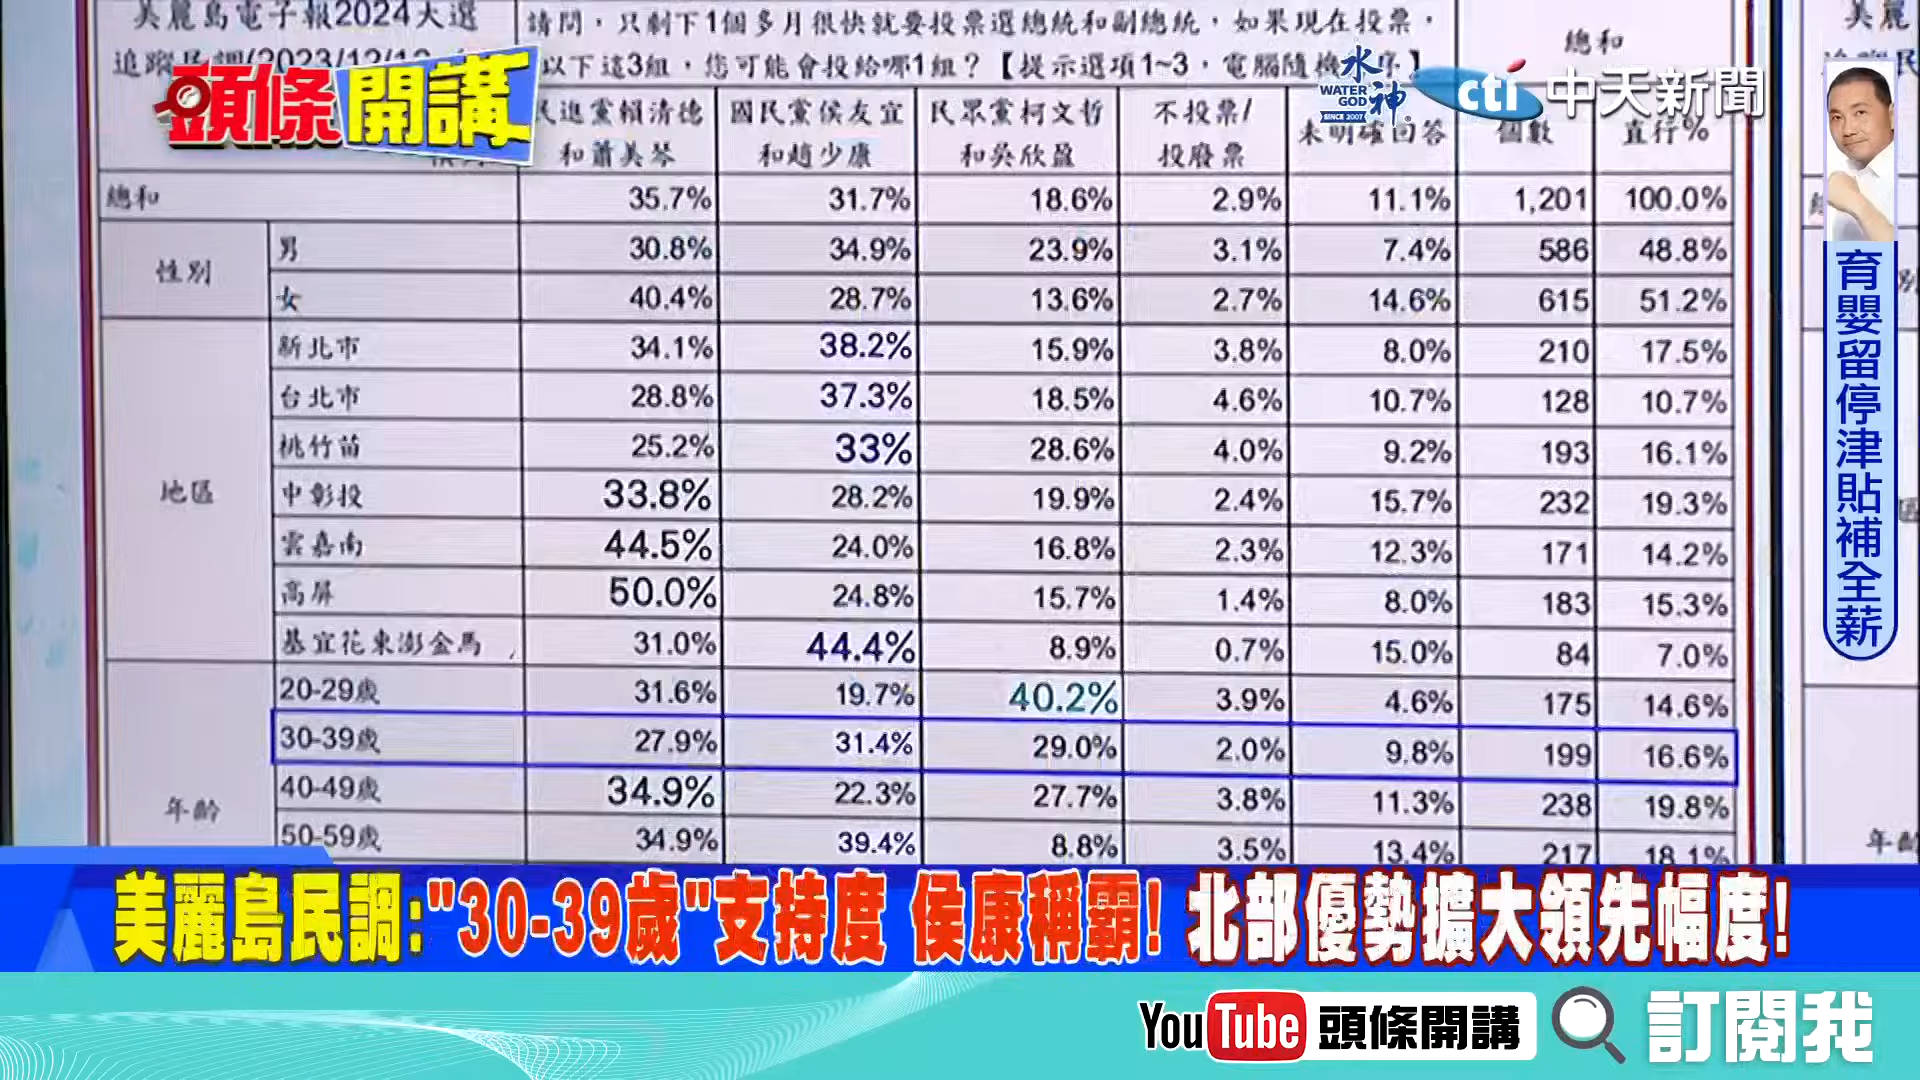 美麗島電子報2024大選
追蹤民調(2023/12/12
請問，只剩下1個多月很快就要投票選總統和副總統，如果現在投票，
以下這3組，您可能會投給哪1組？【提示選項1~3，電腦隨機 序】
頭條開講
水神
WATER GOD
SINCE 2007
cti 中天新聞
民進黨賴清德和蕭美琴 國民黨侯友宜和趙少康 民眾黨柯文哲和吳欣盈 不投票/投廢票 未明確回答 總和 個數 直行%
總和 35.7% 31.7% 18.6% 2.9% 11.1% 1,201 100.0%
性別 男 30.8% 34.9% 23.9% 3.1% 7.4% 586 48.8%
女 40.4% 28.7% 13.6% 2.7% 14.6% 615 51.2%
地區 新北市 34.1% 38.2% 15.9% 3.8% 8.0% 210 17.5%
台北市 28.8% 37.3% 18.5% 4.6% 10.7% 128 10.7%
桃竹苗 25.2% 33% 28.6% 4.0% 9.2% 193 16.1%
中彰投 33.8% 28.2% 19.9% 2.4% 15.7% 232 19.3%
雲嘉南 44.5% 24.0% 16.8% 2.3% 12.3% 171 14.2%
高屏 50.0% 24.8% 15.7% 1.4% 8.0% 183 15.3%
基宜花東澎金馬 31.0% 44.4% 8.9% 0.7% 15.0% 84 7.0%
年齡 20-29歲 31.6% 19.7% 40.2% 3.9% 4.6% 175 14.6%
30-39歲 27.9% 31.4% 29.0% 2.0% 9.8% 199 16.6%
40-49歲 34.9% 22.3% 27.7% 3.8% 11.3% 238 19.8%
50-59歲 34.9% 39.4% 8.8% 3.5% 13.4% 217 18.1%
美麗
年齡
育嬰留停津貼補全薪
美麗島民調:"30-39歲"支持度 侯康稱霸! 北部優勢擴大領先幅度!
YouTube 頭條開講 訂閱我